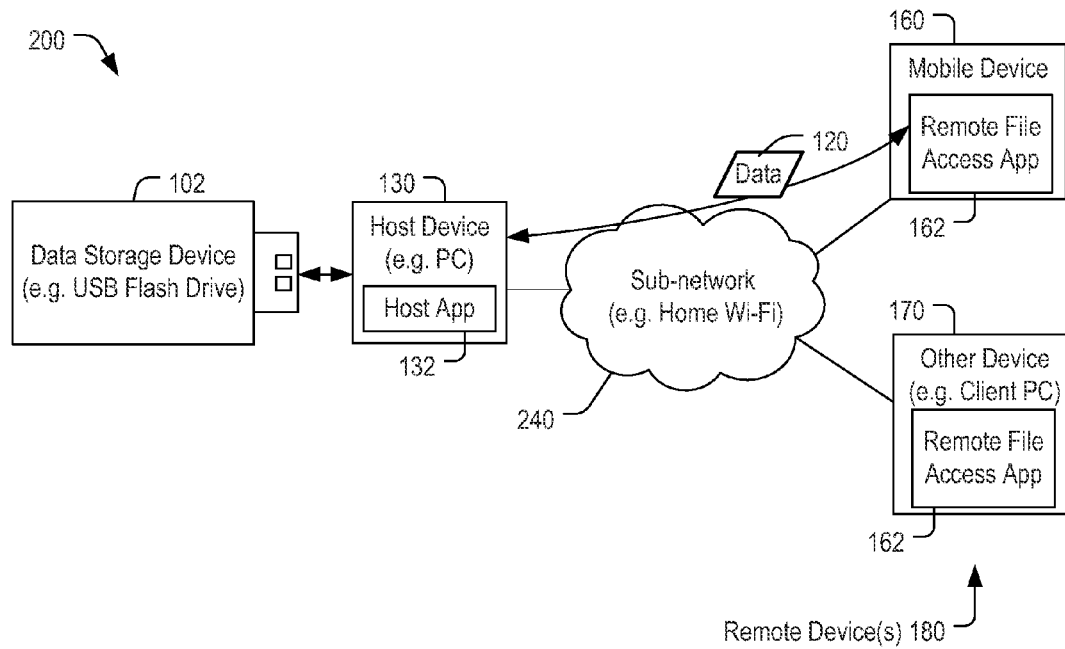 200
160
Mobile Device
Remote File
Access App
162
120
Data
102
Data Storage Device
(e.g. USB Flash Drive)
130
Host Device
(e.g. PC)
Host App
132
Sub-network
(e.g. Home Wi-Fi)
240
170
Other Device
(e.g. Client PC)
Remote File
Access App
162
Remote Device(s) 180